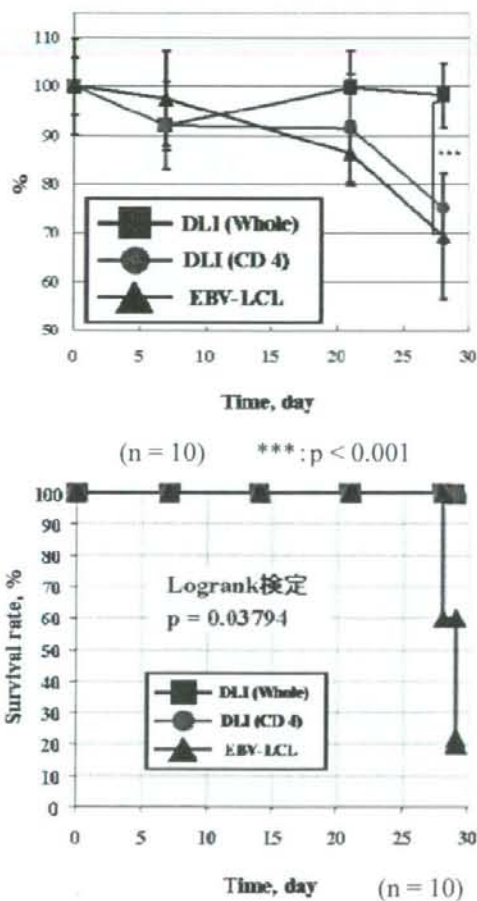 110
100
90
80
70
60
50
%
DLI (Whole)
DLI (CD 4)
EBV-LCL
***
0 5 10 15 20 25 30
Time, day
(n = 10) ***: p < 0.001
100
90
80
70
60
50
40
30
20
10
0
Survival rate, %
Logrank検定
p = 0.03794
DLI (Whole)
DLI (CD 4)
EBV-LCL
0 5 10 15 20 25 30
Time, day (n = 10)